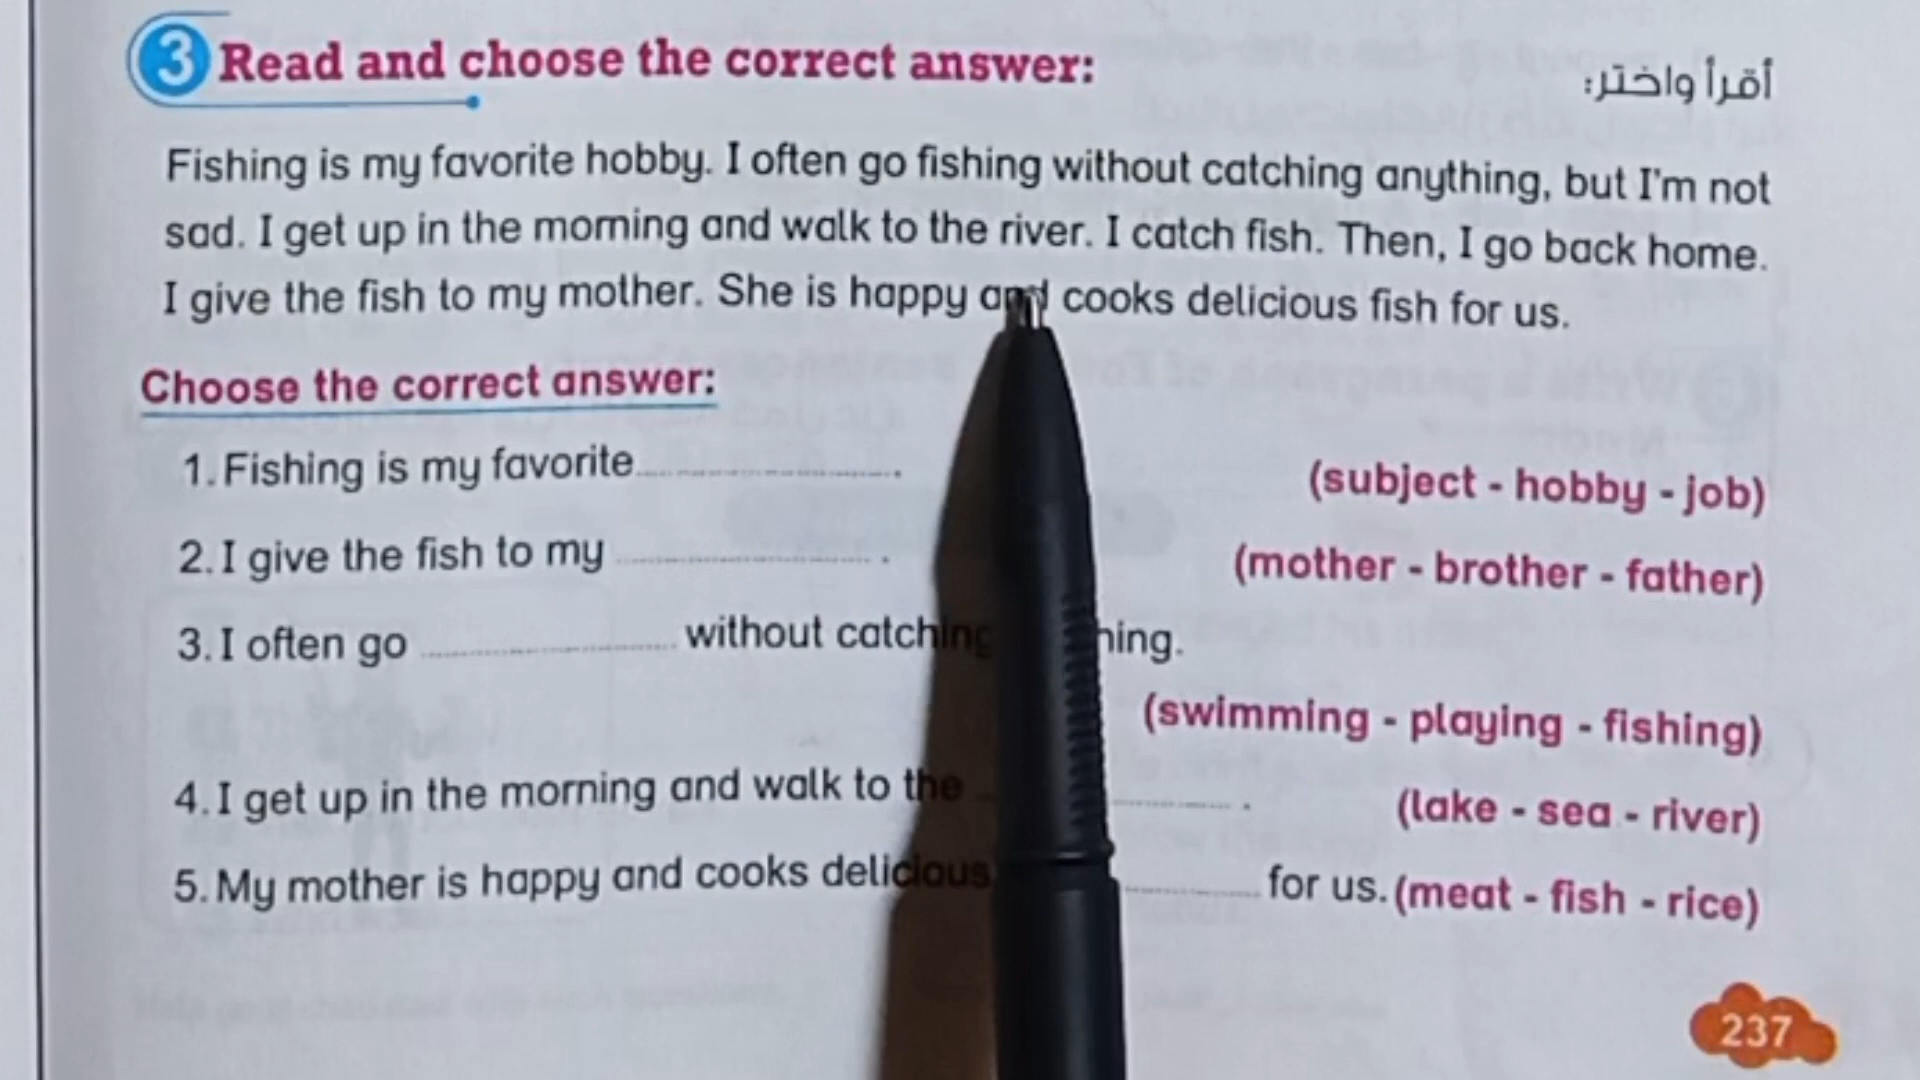 3 Read and choose the correct answer:
أقرأ واختر:
Fishing is my favorite hobby. I often go fishing without catching anything, but I'm not
sad. I get up in the morning and walk to the river. I catch fish. Then, I go back home.
I give the fish to my mother. She is happy and cooks delicious fish for us.
Choose the correct answer:
1. Fishing is my favorite .................... . (subject - hobby - job)
2. I give the fish to my .................... . (mother - brother - father)
3. I often go .................... without catching
(swimming - playing - fishing)
4. I get up in the morning and walk to the .................... . (lake - sea - river)
5. My mother is happy and cooks delicious .................... for us. (meat - fish - rice)
237